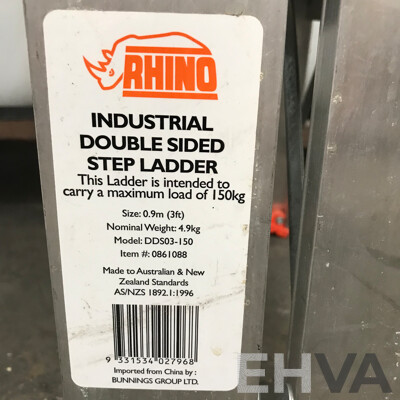 RHINO
INDUSTRIAL
DOUBLE SIDED
STEP LADDER
This Ladder is intended to
carry a maximum load of 150kg
Size: 0.9m (3ft)
Nominal Weight: 4.9kg
Model: DDS03-150
Item #: 0861088
Made to Australian & New
Zealand Standards
AS/NZS 1892.1:1996
9 331534 027968
Imported from China by :
BUNNINGS GROUP LTD.
EHVA